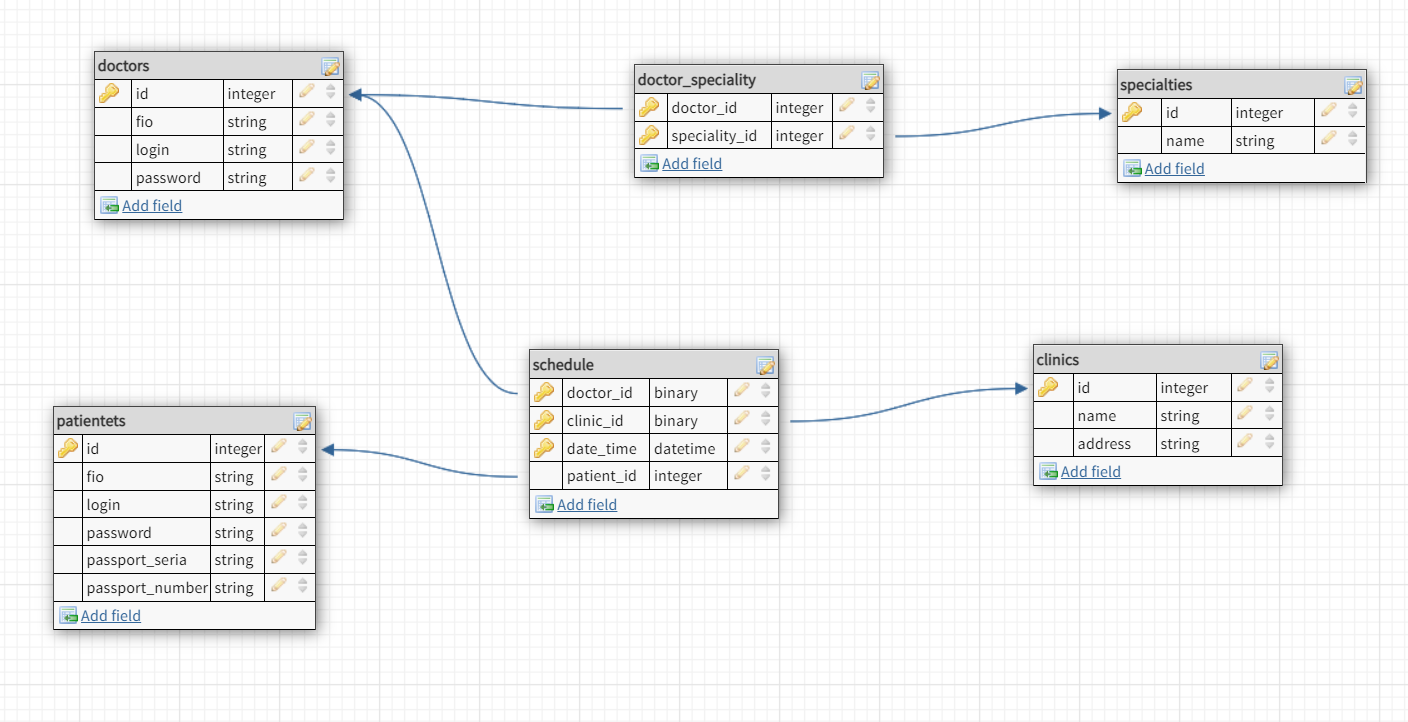 doctors
id integer
fio string
login string
password string
Add field
doctor_speciality
doctor_id integer
speciality_id integer
Add field
specialties
id integer
name string
Add field
schedule
doctor_id binary
clinic_id binary
date_time datetime
patient_id integer
Add field
clinics
id integer
name string
address string
Add field
patientets
id integer
fio string
login string
password string
passport_seria string
passport_number string
Add field